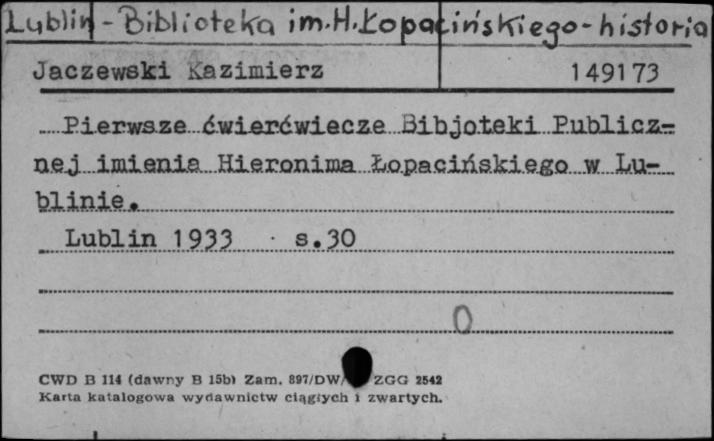 Lublin - Biblioteka im. H. Łopacińskiego - historia
Jaczewski Kazimierz 149173
Pierwsze ćwierćwiecze Bibjoteki Publicz-
nej imienia Hieronima Łopacińskiego w Lu-
blinie.
Lublin 1933 s.30
0
CWD B 114 (dawny B 15b) Zam. 897/DW/ ZGG 2542
Karta katalogowa wydawnictw ciągłych i zwartych.